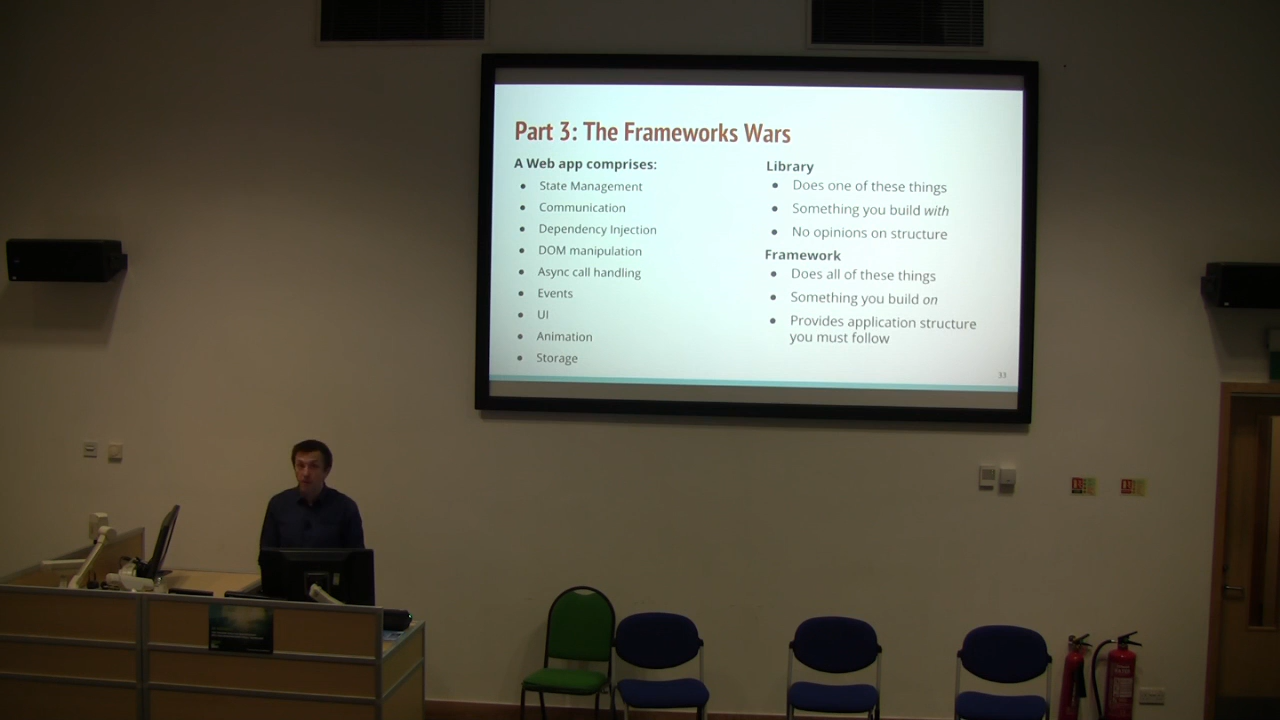 Part 3: The Frameworks Wars
A Web app comprises:
● State Management
● Communication
● Dependency Injection
● DOM manipulation
● Async call handling
● Events
● UI
● Animation
● Storage
Library
● Does one of these things
● Something you build with
● No opinions on structure
Framework
● Does all of these things
● Something you build on
● Provides application structure
you must follow
33